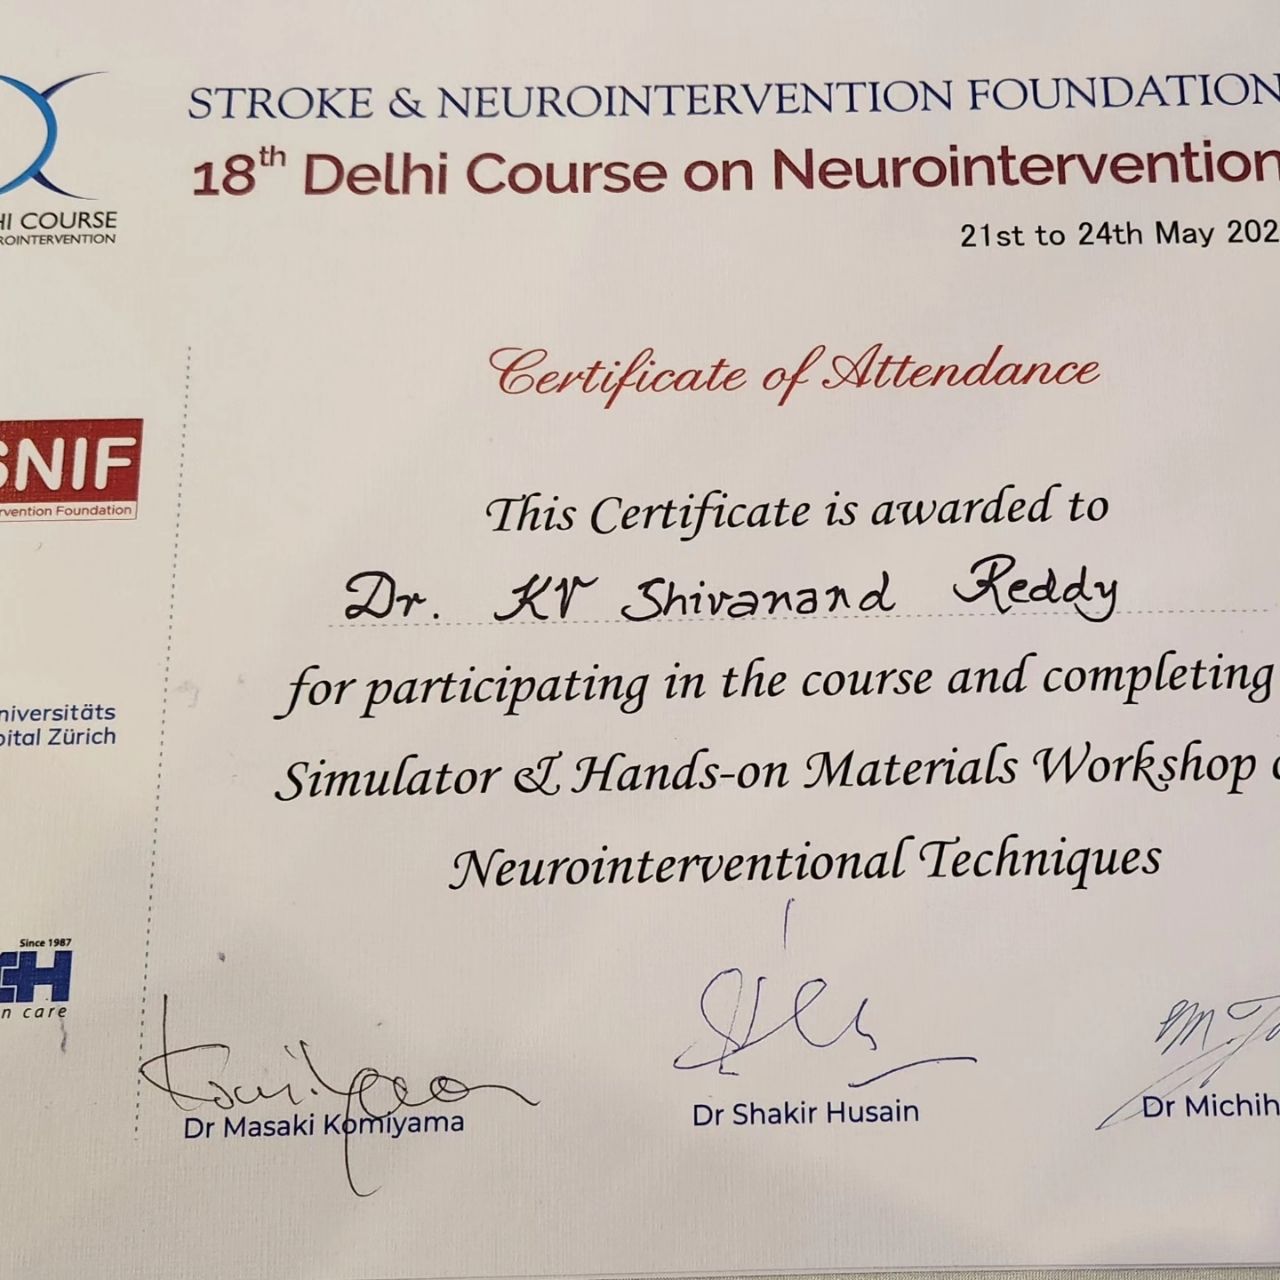 STROKE & NEUROINTERVENTION FOUNDATION
18th Delhi Course on Neurointervention
HI COURSE
ROINTERVENTION
21st to 24th May 202
Certificate of Attendance
SNIF
rvention Foundation
This Certificate is awarded to
Dr. KV Shivanand Reddy
for participating in the course and completing
niversitäts
pital Zürich
Simulator & Hands-on Materials Workshop
Neurointerventional Techniques
Since 1987
CH
n care
Komiyama
M
Dr Masaki Komiyama
Dr Shakir Husain
Dr Michih